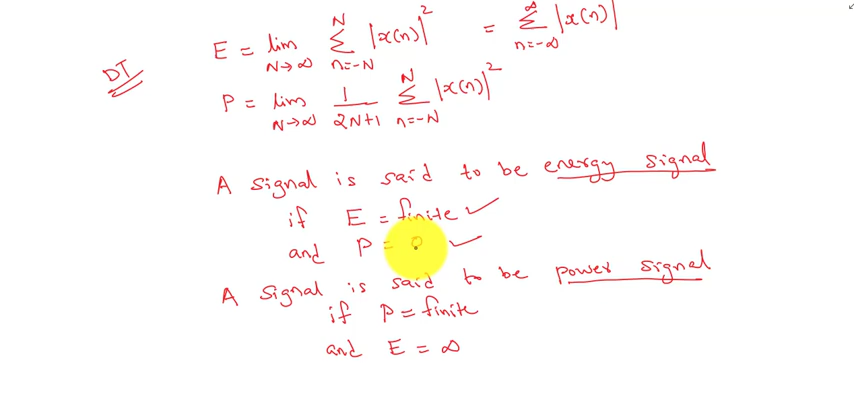 E = lim N→∞ N∑n=-N |x(n)|² = ∞∑n=-∞ |x(n)|
DT
P = lim N→∞ 1/2N+1 N∑n=-N |x(n)|²
A signal is said to be energy signal
if E = finite ✓
and P = 0 ✓
A signal is said to be power signal
if P = finite
and E = ∞